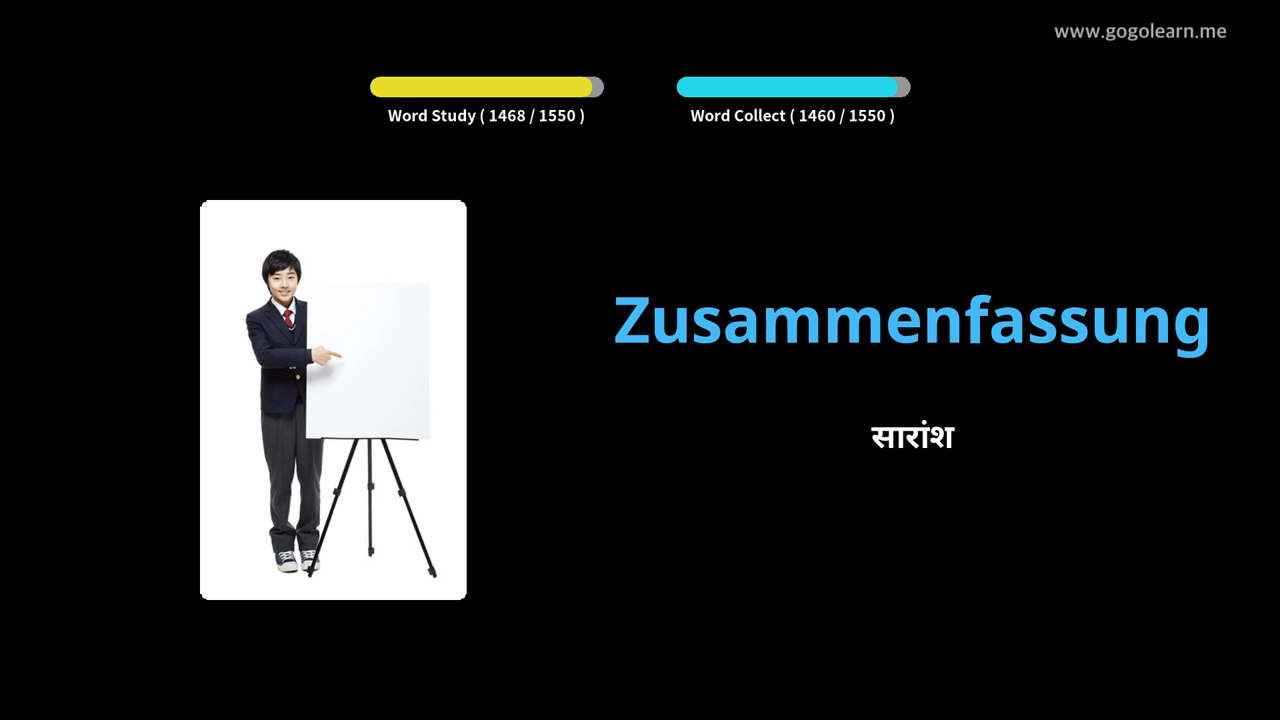 www.gogolearn.me
Word Study ( 1468 / 1550 )
Word Collect ( 1460 / 1550 )
Zusammenfassung
सारांश